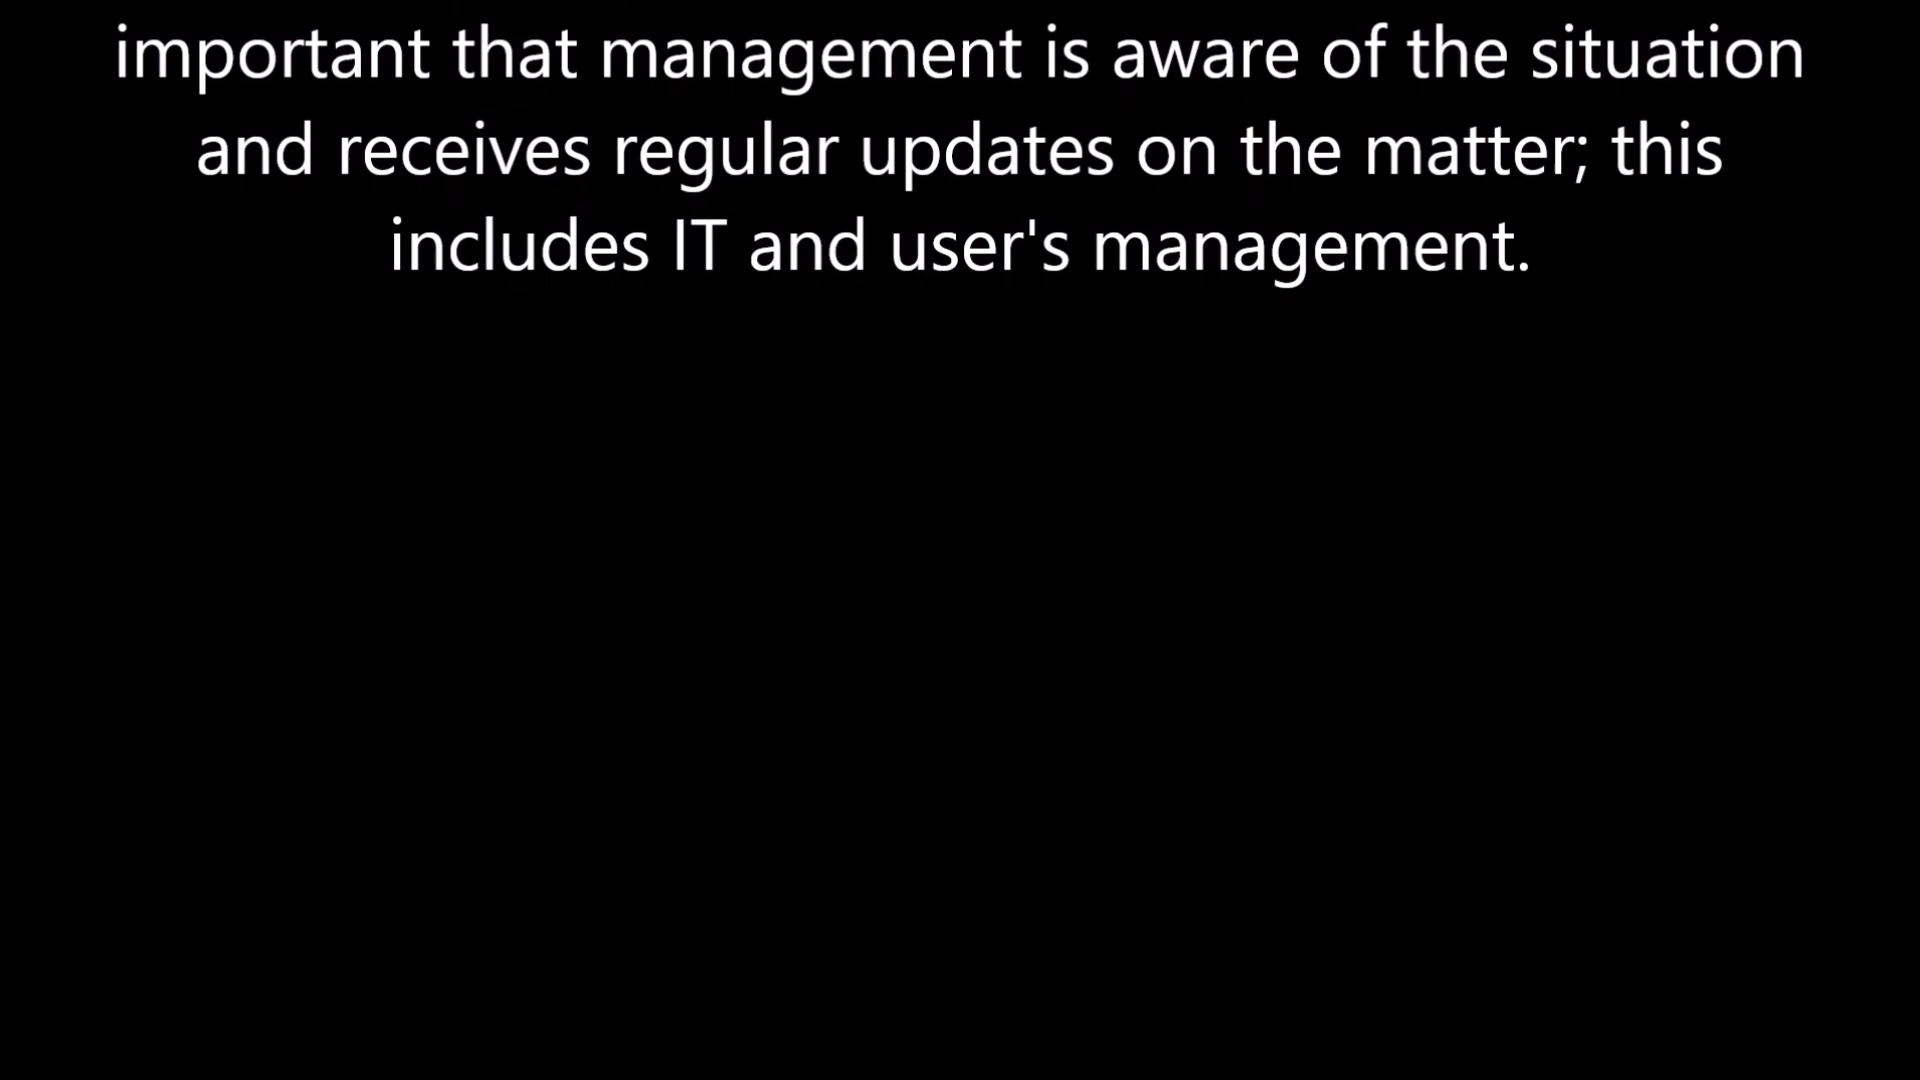 important that management is aware of the situation
and receives regular updates on the matter; this
includes IT and user's management.